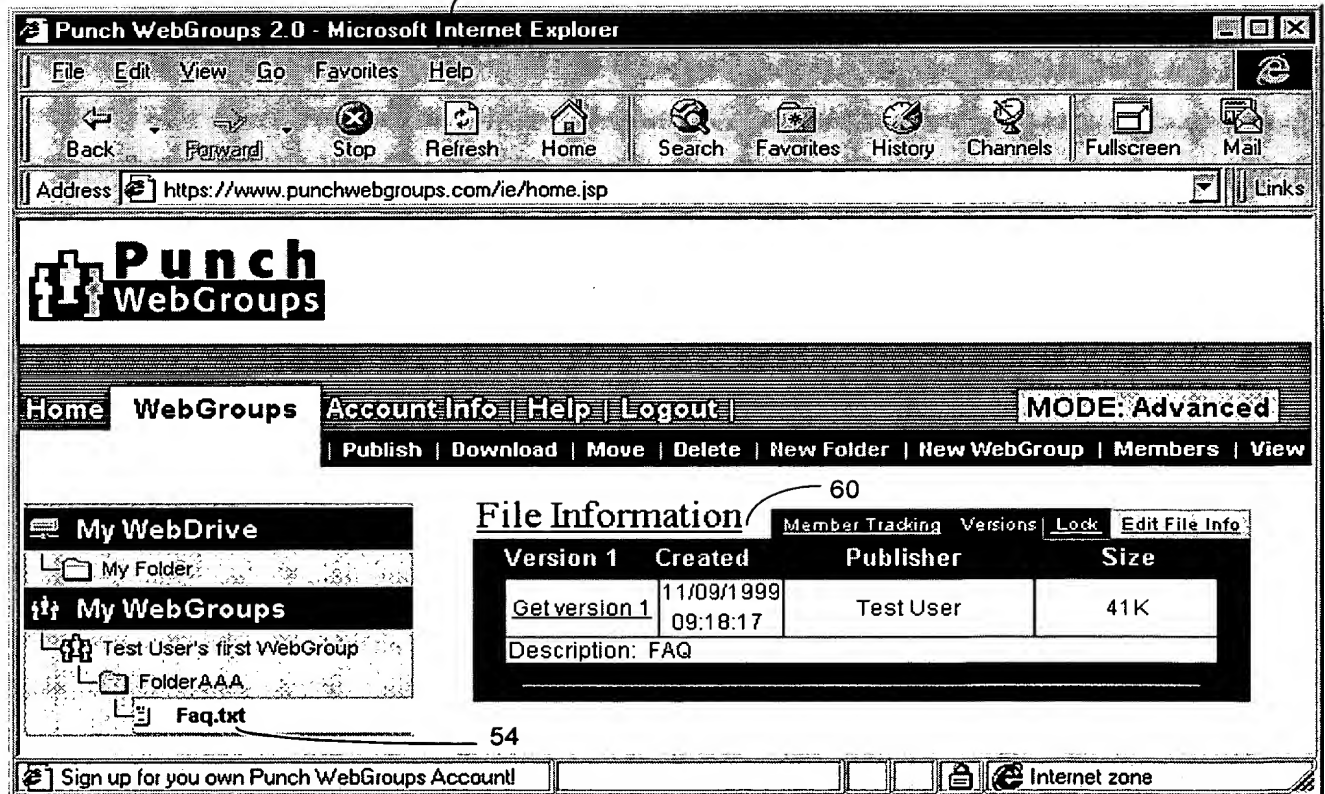 Punch WebGroups 2.0 - Microsoft Internet Explorer
File Edit View Go Favorites Help
Back Forward Stop Refresh Home Search Favorites History Channels Fullscreen Mail
Address https://www.punchwebgroups.com/ie/home.jsp Links
Punch
WebGroups
Home WebGroups Account Info | Help | Logout | MODE: Advanced
| Publish | Download | Move | Delete | New Folder | New WebGroup | Members | View
60
File Information
Member Tracking Versions | Lock Edit File Info
My WebDrive
My Folder
My WebGroups
Test User's first WebGroup
FolderAAA
Faq.txt
54
Version 1 Created Publisher Size
Get version 1 11/09/1999 09:18:17 Test User 41K
Description: FAQ
Sign up for you own Punch WebGroups Account! Internet zone